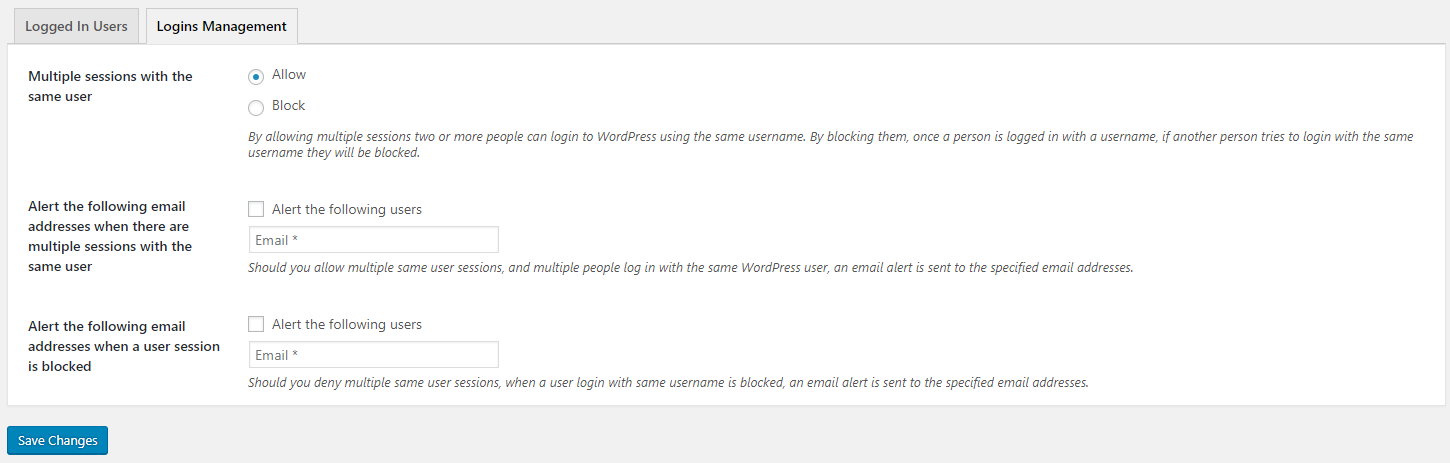 Logged In Users
Logins Management
Multiple sessions with the
same user
Allow
Block
By allowing multiple sessions two or more people can login to WordPress using the same username. By blocking them, once a person is logged in with a username, if another person tries to login with the same
username they will be blocked.
Alert the following email
addresses when there are
multiple sessions with the
same user
Alert the following users
Email *
Should you allow multiple same user sessions, and multiple people log in with the same WordPress user, an email alert is sent to the specified email addresses.
Alert the following email
addresses when a user session
is blocked
Alert the following users
Email *
Should you deny multiple same user sessions, when a user login with same username is blocked, an email alert is sent to the specified email addresses.
Save Changes